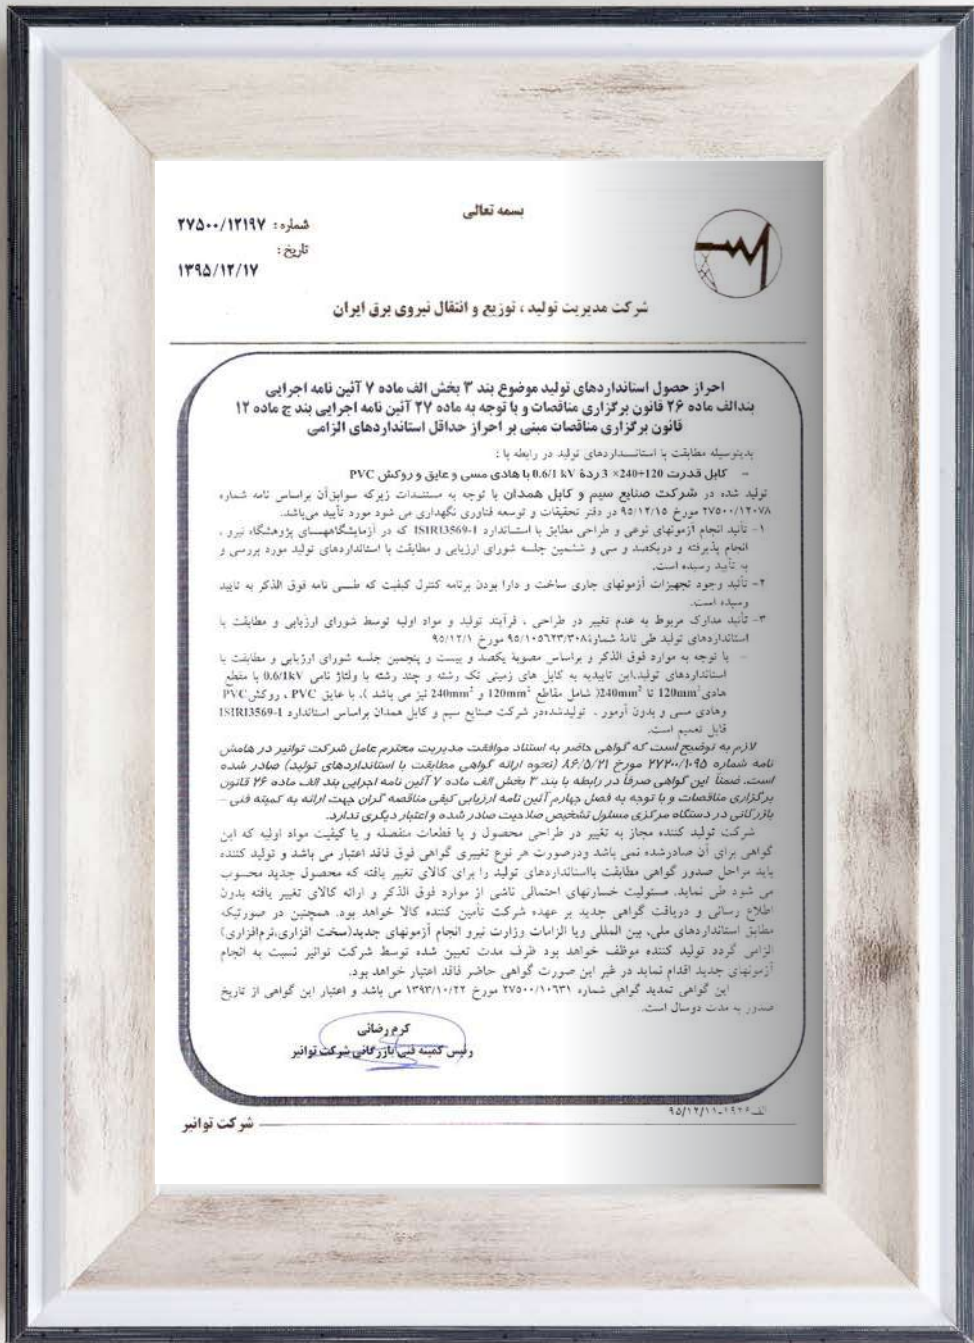 بسمه تعالی
شماره : ۲۷۵۰۰/۱۲۱۹۷
تاریخ :
۱۳۹۵/۱۲/۱۷
شرکت مدیریت تولید ، توزیع و انتقال نیروی برق ایران
احراز حصول استانداردهای تولید موضوع بند ۳ بخش الف ماده ۷ آئین نامه اجرایی
بندالف ماده ۲۶ قانون برگزاری مناقصات و با توجه به ماده ۲۷ آئین نامه اجرایی بند ج ماده ۱۲
قانون برگزاری مناقصات مبنی بر احراز حداقل استانداردهای الزامی
بدینوسیله مطابقت با استانداردهای تولید در رابطه با :
- کابل قدرت 120+240×3 ردۀ 0.6/1 kV با هادی مسی و عایق و روکش PVC
تولید شده در شرکت صنایع سیم و کابل همدان با توجه به مستندات زیرکه سوابق‌آن براساس نامه شماره
۲۷۵۰۰/۱۲۰۷۸ مورخ ۹۵/۱۲/۱۵ در دفتر تحقیقات و توسعه فناوری نگهداری می شود مورد تأیید می‌باشد.
۱- تأئید انجام آزمونهای نوعی و طراحی مطابق با استاندارد ISIRI3569-1 که در آزمایشگاههسای پژوهشگاه نیرو ،
انجام پذیرفته و دریکصد و سی و ششمین جلسه شورای ارزیابی و مطابقت با استانداردهای تولید مورد بررسی و
به تأیید رسیده است.
۲- تائید وجود تجهیزات آزمونهای جاری ساخت و دارا بودن برنامه کنترل کیفیت که طسی نامه فوق الذکر به تایید
رسیده است.
۳- تأئید مدارک مربوط به عدم تغییر در طراحی ، فرآیند تولید و مواد اولیه توسط شورای ارزیابی و مطابقت با
استانداردهای تولید طی نامۀ شمارۀ ۹۵/۱۰۵۶۲۳/۳۰۸ مورخ ۹۵/۱۲/۱
- با توجه به موارد فوق الذکر و براساس مصوبۀ یکصد و بیست و پنجمین جلسه شورای ارزیابی و مطابقت با
استانداردهای تولید،این تاییدیه به کابل های زمینی تک رشته و چند رشته با ولتاژ نامی 0.6/1kV با مقطع
هادی 120mm² تا 240mm²( شامل مقاطع 120mm² و 240mm² نیز می باشد )، با عایق PVC ، روکش PVC
وهادی مسی و بدون آرمور ، تولیدشده‌در شرکت صنایع سیم و کابل همدان براساس استاندارد ISIRI3569-1
قابل تعمیم است.
لازم به توضیح است که گواهی حاضر به استناد موافقت مدیریت محترم عامل شرکت توانیر در هامش
نامه شماره ۲۷۲۰۰/۱۰۹۵ مورخ ۸۶/۵/۲۱ (نحوه ارائه گواهی مطابقت با استانداردهای تولید) صادر شده
است. ضمناً این گواهی صرفاً در رابطه با بند ۳ بخش الف ماده ۷ آئین نامه اجرایی بند الف ماده ۲۶ قانون
برگزاری مناقصات و با توجه به فصل چهارم آئین نامه ارزیابی کیفی مناقصه گران جهت ارائه به کمیته فنی –
بازرگانی در دستگاه مرکزی مسئول تشخیص صلاحیت صادر شده و اعتبار دیگری ندارد.
شرکت تولید کننده مجاز به تغییر در طراحی محصول و یا قطعات منفصله و یا کیفیت مواد اولیه که این
گواهی برای آن صادرشده نمی باشد ودرصورت هر نوع تغییری گواهی فوق فاقد اعتبار می باشد و تولید کننده
باید مراحل صدور گواهی مطابقت بااستانداردهای تولید را برای کالای تغییر یافته که محصول جدید محسوب
می شود طی نماید. مسئولیت خسارتهای احتمالی ناشی از موارد فوق الذکر و ارائه کالای تغییر یافته بدون
اطلاع رسانی و دریافت گواهی جدید بر عهده شرکت تأمین کننده کالا خواهد بود. همچنین در صورتیکه
مطابق استانداردهای ملی، بین المللی ویا الزامات وزارت نیرو انجام آزمونهای جدید(سخت افزاری،نرم‌افزاری)
الزامی گردد تولید کننده موظف خواهد بود ظرف مدت تعیین شده توسط شرکت توانیر نسبت به انجام
آزمونهای جدید اقدام نماید در غیر این صورت گواهی حاضر فاقد اعتبار خواهد بود.
این گواهی تمدید گواهی شماره ۲۷۵۰۰/۱۰۶۳۱ مورخ ۱۳۹۳/۱۰/۲۲ می باشد و اعتبار این گواهی از تاریخ
صدور به مدت دوسال است.
کرم رضائی
رئیس کمیته فنی بازرگانی شرکت توانیر
الف ۱۹۲۶-۹۵/۱۲/۱۱
شرکت توانیر